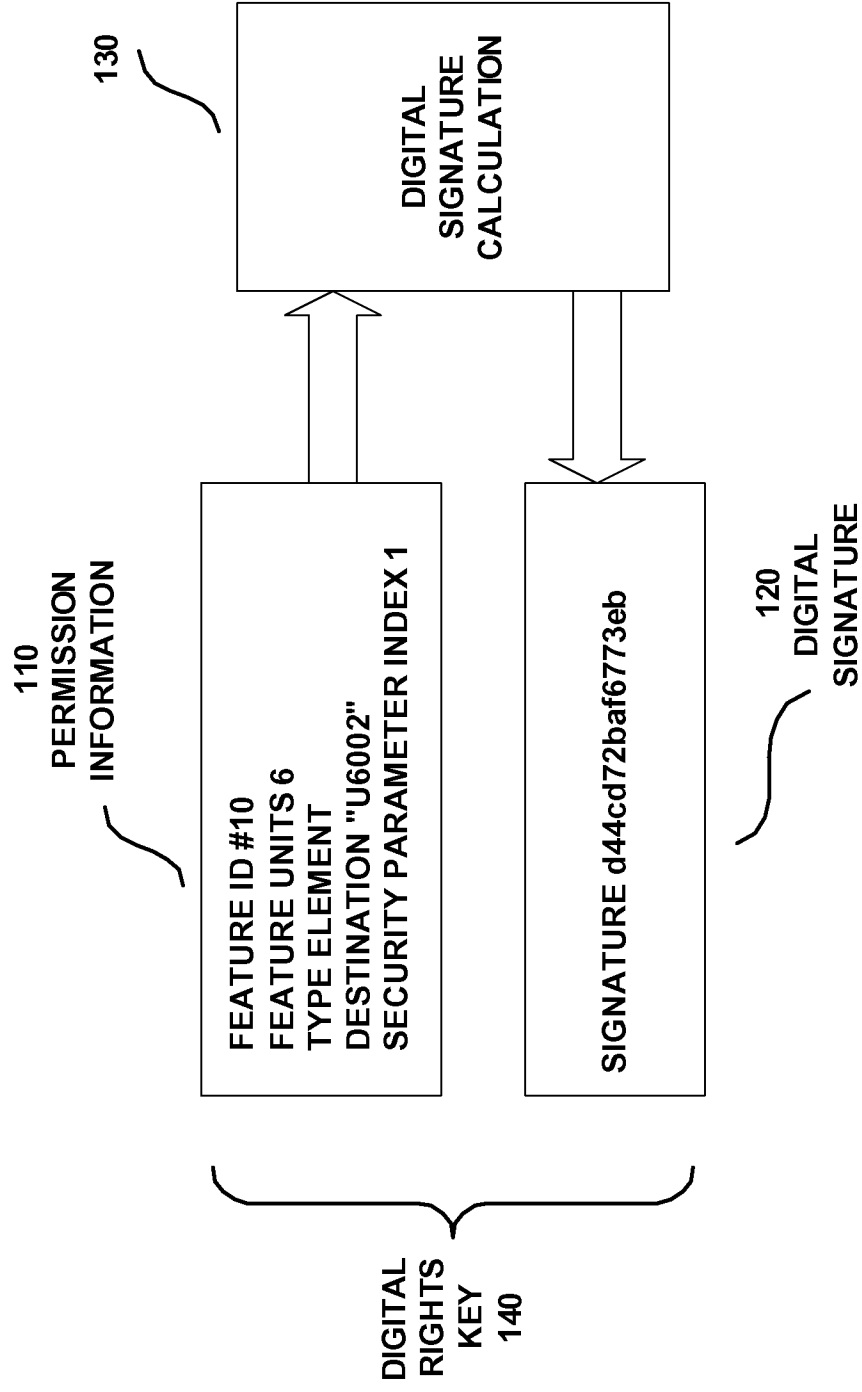 110
PERMISSION
INFORMATION
130
FEATURE ID #10
FEATURE UNITS 6
TYPE ELEMENT
DESTINATION "U6002"
SECURITY PARAMETER INDEX 1
DIGITAL
SIGNATURE
CALCULATION
DIGITAL
RIGHTS
KEY
140
SIGNATURE d44cd72baf6773eb
120
DIGITAL
SIGNATURE